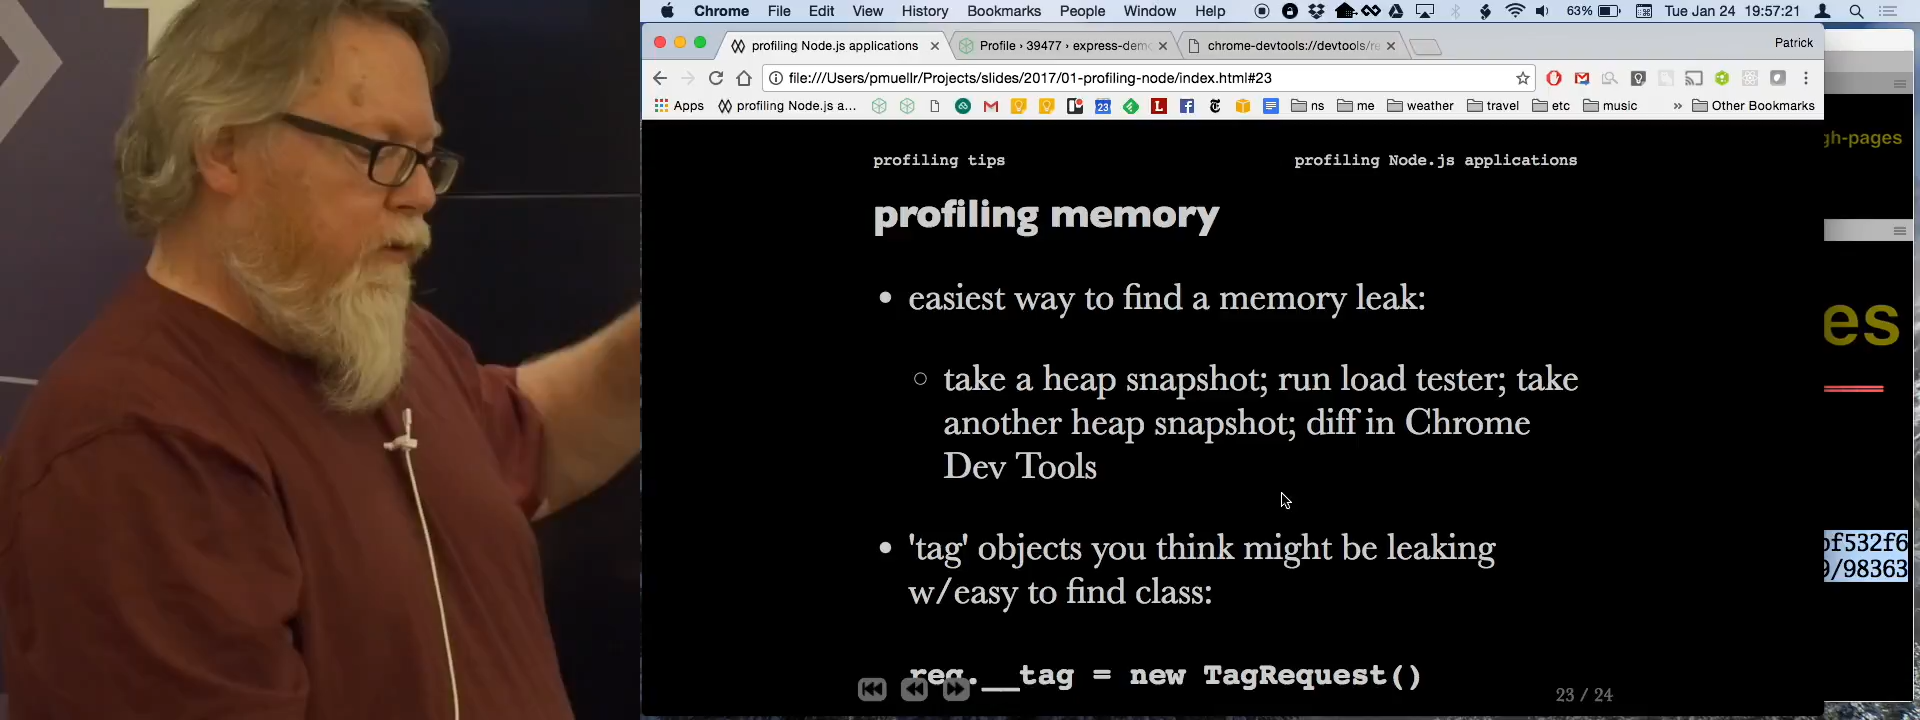 Chrome File Edit View History Bookmarks People Window Help 63% Tue Jan 24 19:57:21
profiling Node.js applications Profile › 39477 › express-dem chrome-devtools://devtools/re Patrick
file:///Users/pmuellr/Projects/slides/2017/01-profiling-node/index.html#23
Apps profiling Node.js a... 23 L ns me weather travel etc music » Other Bookmarks
gh-pages
profiling tips profiling Node.js applications
profiling memory
• easiest way to find a memory leak:
es
○ take a heap snapshot; run load tester; take
another heap snapshot; diff in Chrome
Dev Tools
• 'tag' objects you think might be leaking
w/easy to find class:
bf532f6
9/98363
req.__tag = new TagRequest()
23 / 24